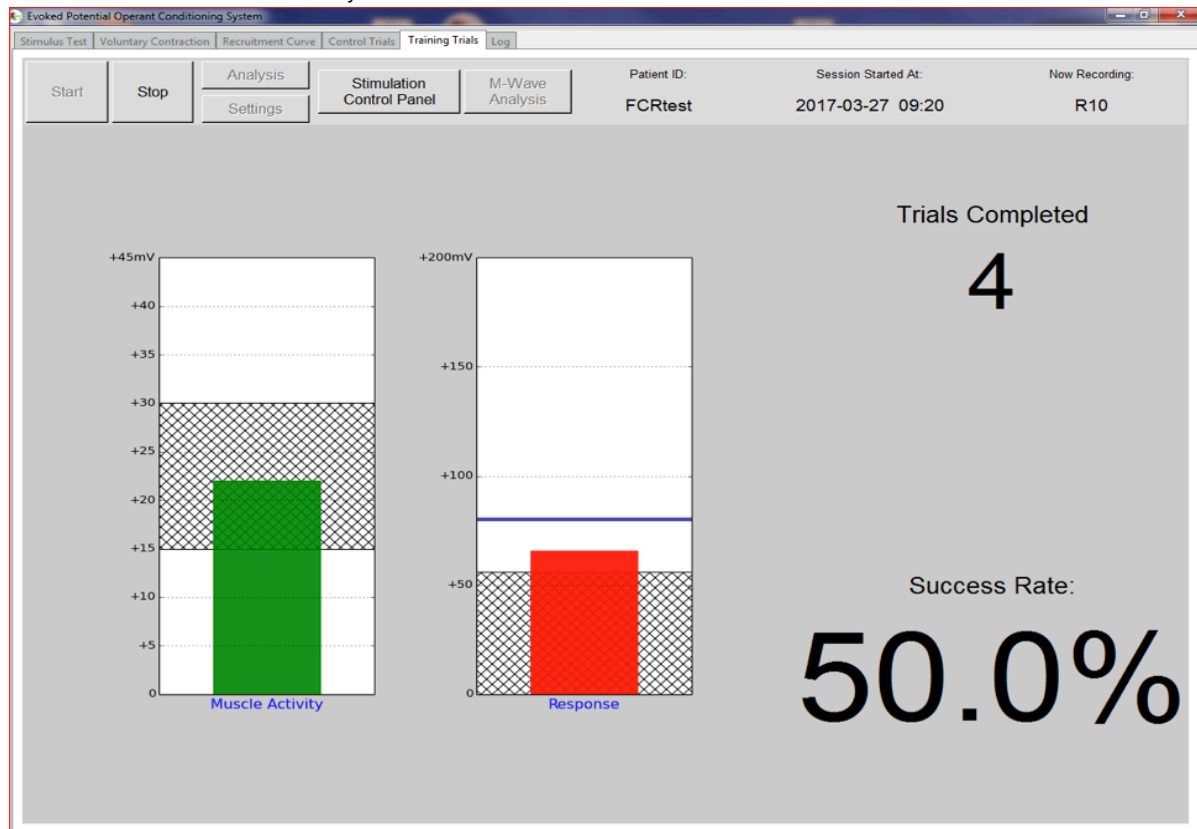 Evoked Potential Operant Conditioning System
Stimulus Test Voluntary Contraction Recruitment Curve Control Trials Training Trials Log
Start
Stop
Analysis
Settings
Stimulation
Control Panel
M-Wave
Analysis
Patient ID:
FCRtest
Session Started At:
2017-03-27 09:20
Now Recording:
R10
+45mV
+40
+35
+30
+25
+20
+15
+10
+5
0
Muscle Activity
+200mV
+150
+100
+50
0
Response
Trials Completed
4
Success Rate:
50.0%